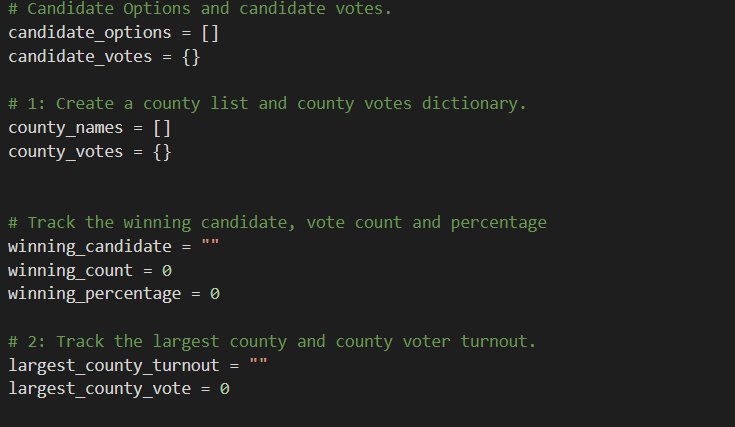 # Candidate Options and candidate votes.
candidate_options = []
candidate_votes = {}
# 1: Create a county list and county votes dictionary.
county_names = []
county_votes = {}
# Track the winning candidate, vote count and percentage
winning_candidate = ""
winning_count = 0
winning_percentage = 0
# 2: Track the largest county and county voter turnout.
largest_county_turnout = ""
largest_county_vote = 0